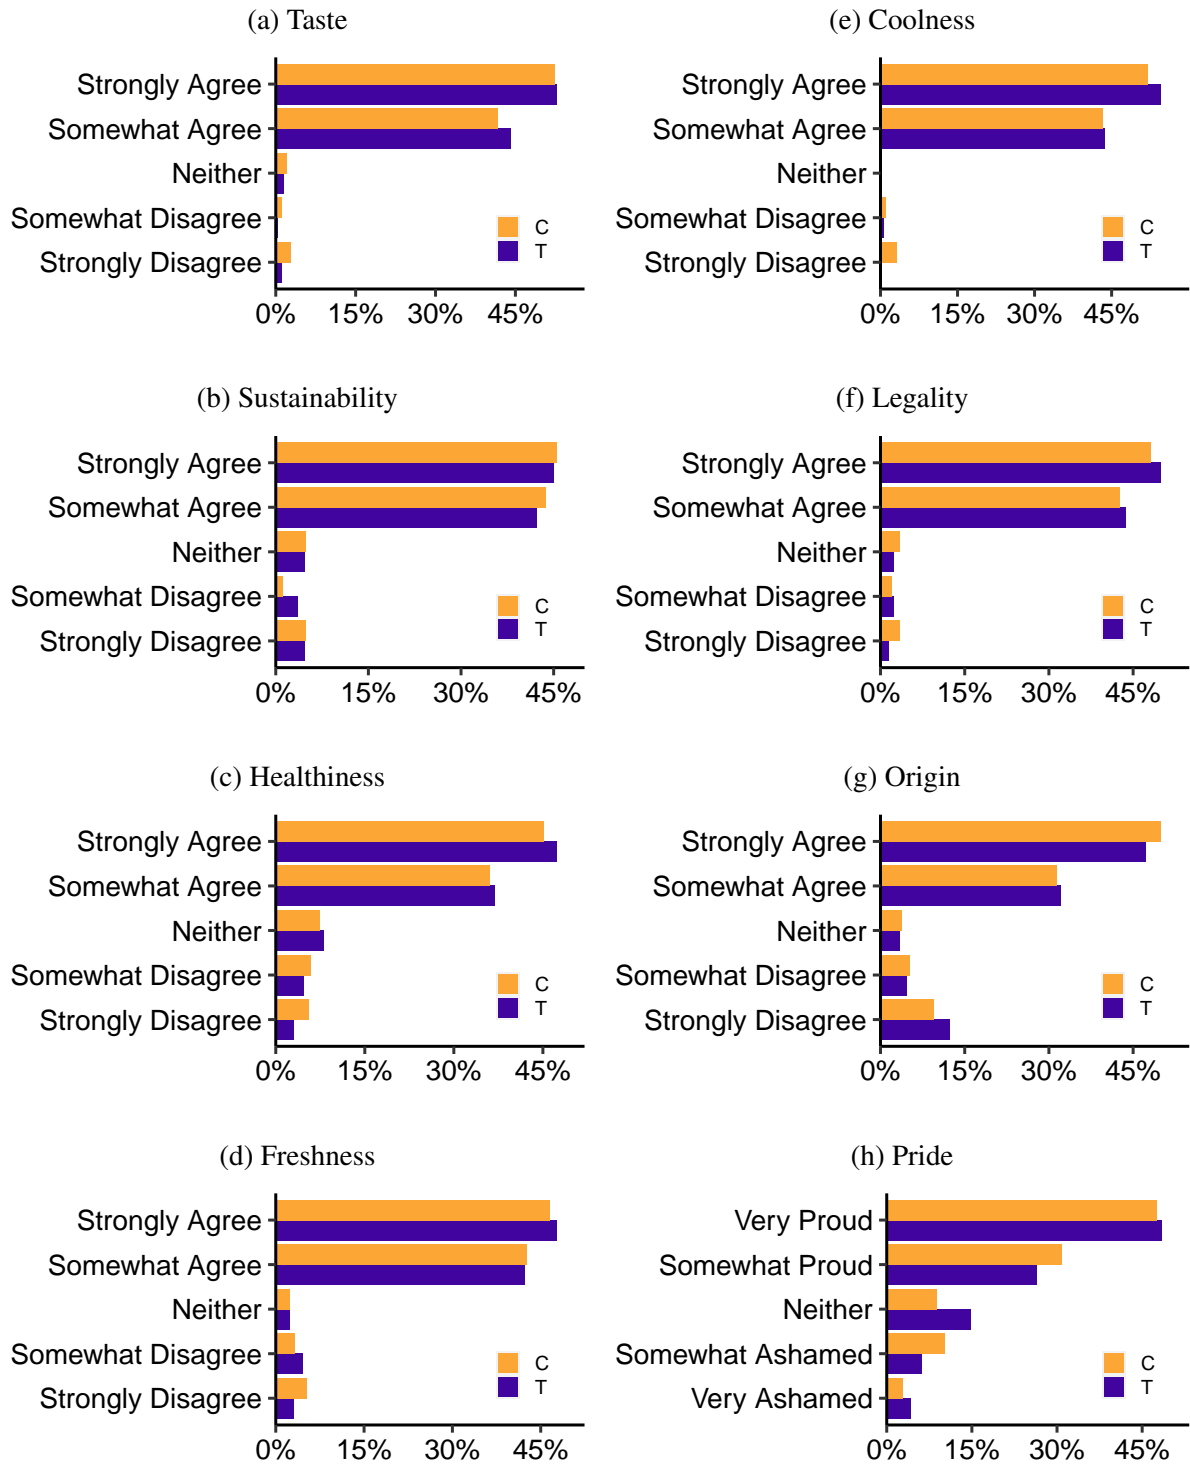 (a) Taste
Strongly Agree
Somewhat Agree
Neither
Somewhat Disagree
Strongly Disagree
C
T
0% 15% 30% 45%
(b) Sustainability
Strongly Agree
Somewhat Agree
Neither
Somewhat Disagree
Strongly Disagree
C
T
0% 15% 30% 45%
(c) Healthiness
Strongly Agree
Somewhat Agree
Neither
Somewhat Disagree
Strongly Disagree
C
T
0% 15% 30% 45%
(d) Freshness
Strongly Agree
Somewhat Agree
Neither
Somewhat Disagree
Strongly Disagree
C
T
0% 15% 30% 45%
(e) Coolness
Strongly Agree
Somewhat Agree
Neither
Somewhat Disagree
Strongly Disagree
C
T
0% 15% 30% 45%
(f) Legality
Strongly Agree
Somewhat Agree
Neither
Somewhat Disagree
Strongly Disagree
C
T
0% 15% 30% 45%
(g) Origin
Strongly Agree
Somewhat Agree
Neither
Somewhat Disagree
Strongly Disagree
C
T
0% 15% 30% 45%
(h) Pride
Very Proud
Somewhat Proud
Neither
Somewhat Ashamed
Very Ashamed
C
T
0% 15% 30% 45%